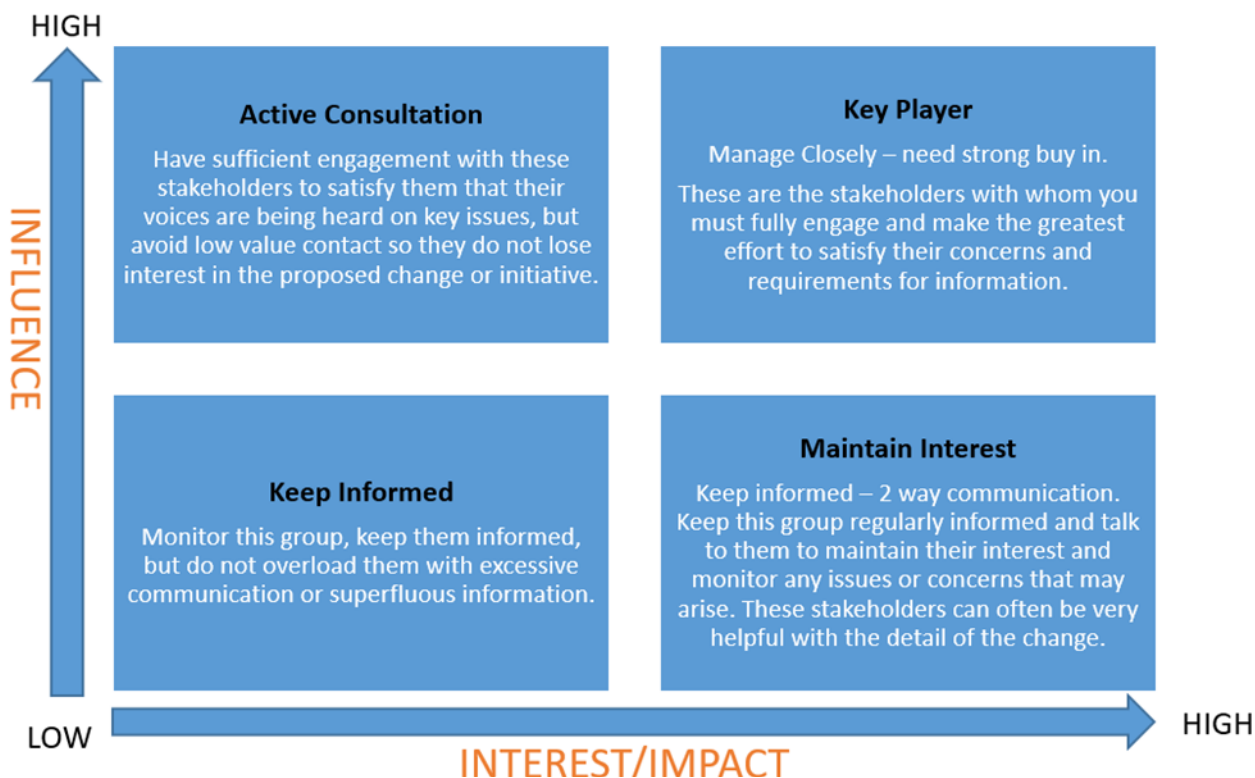 HIGH
INFLUENCE
Active Consultation
Have sufficient engagement with these
stakeholders to satisfy them that their
voices are being heard on key issues, but
avoid low value contact so they do not lose
interest in the proposed change or initiative.
Key Player
Manage Closely – need strong buy in.
These are the stakeholders with whom you
must fully engage and make the greatest
effort to satisfy their concerns and
requirements for information.
Keep Informed
Monitor this group, keep them informed,
but do not overload them with excessive
communication or superfluous information.
Maintain Interest
Keep informed – 2 way communication.
Keep this group regularly informed and talk
to them to maintain their interest and
monitor any issues or concerns that may
arise. These stakeholders can often be very
helpful with the detail of the change.
LOW
HIGH
INTEREST/IMPACT